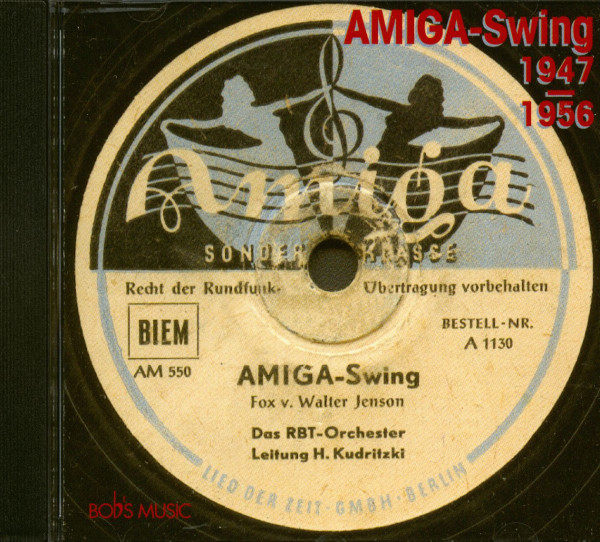 AMIGA-Swing
1947
1956
Amiga
SONDER KLASSE
Recht der Rundfunk- Übertragung vorbehalten
BIEM
BESTELL-NR.
AM 550
A 1130
AMIGA-Swing
Fox v. Walter Jenson
Das RBT-Orchester
Leitung H. Kudritzki
LIED DER ZEIT · GMBH · BERLIN
BOB'S MUSIC